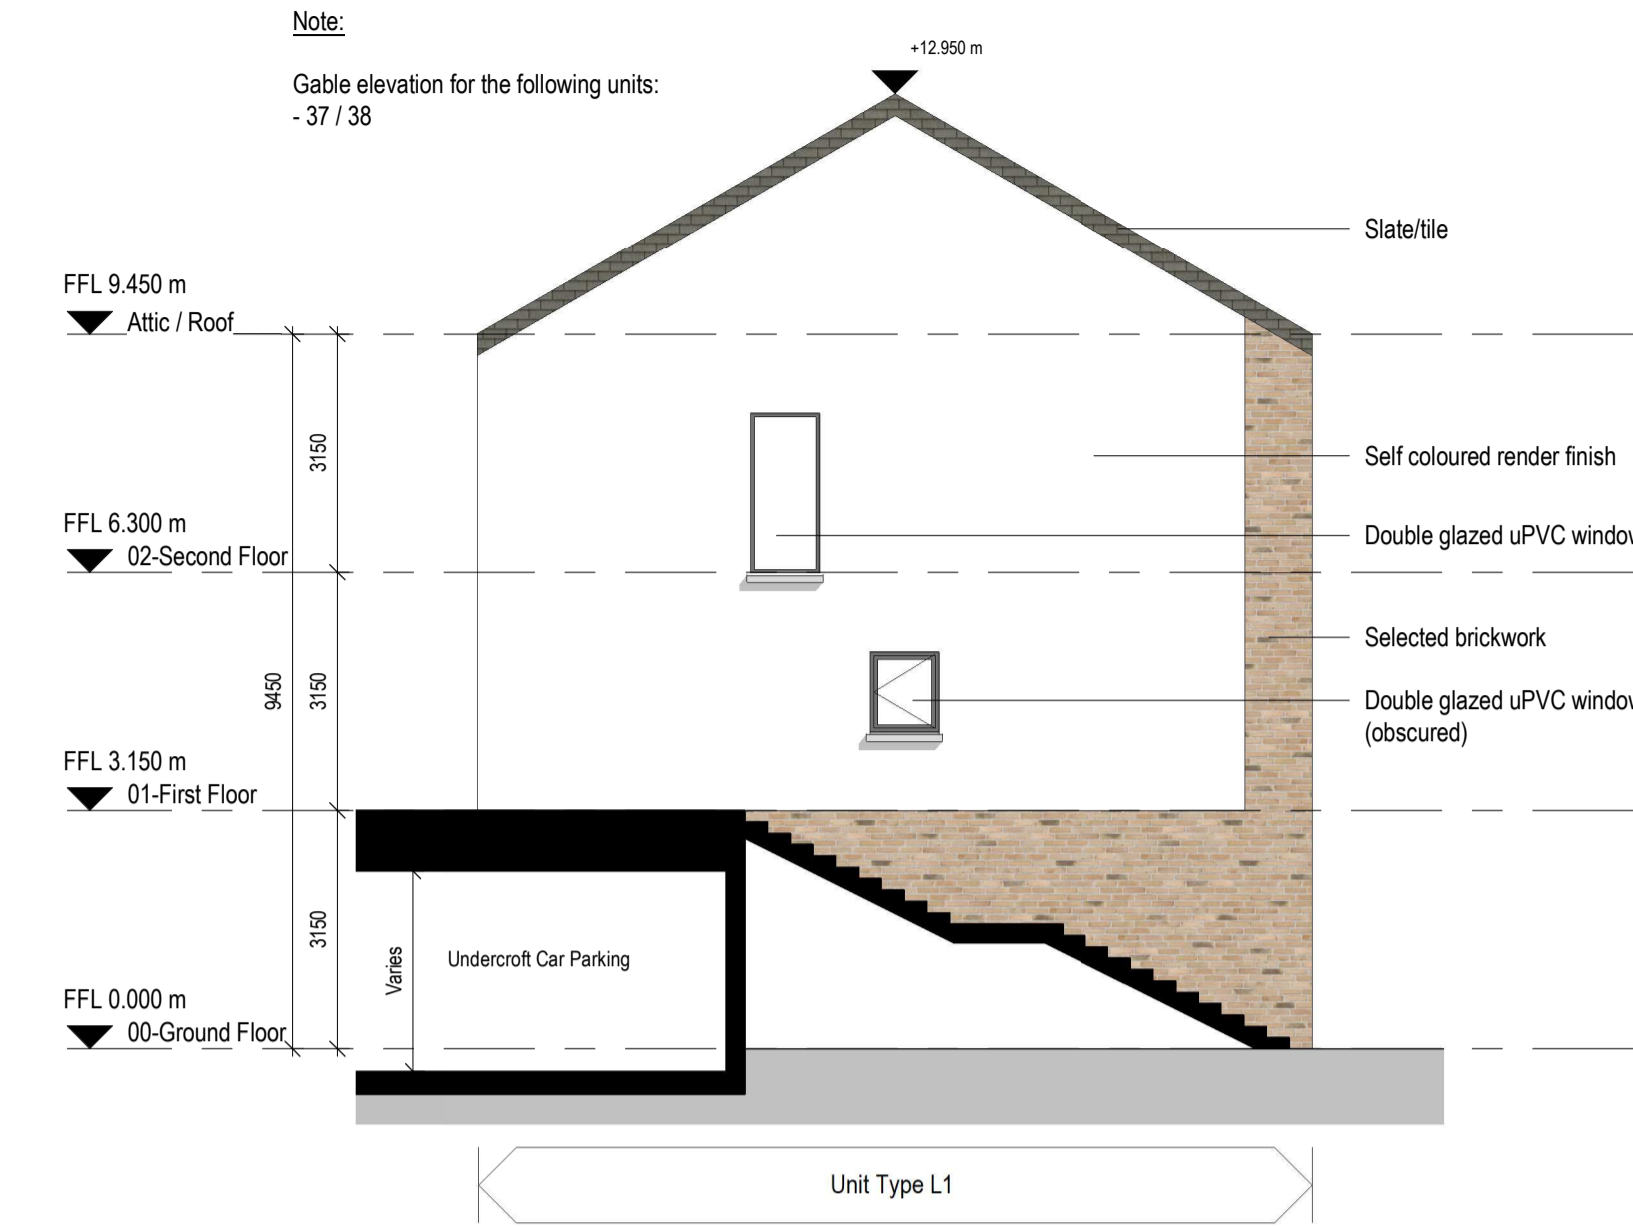 Note:
Gable elevation for the following units:
- 37 / 38
+12.950 m
Slate/tile
FFL 9.450 m
Attic / Roof
3150
Self coloured render finish
FFL 6.300 m
02-Second Floor
Double glazed uPVC window
Selected brickwork
9450
3150
Double glazed uPVC window
(obscured)
FFL 3.150 m
01-First Floor
3150
Varies
Undercroft Car Parking
FFL 0.000 m
00-Ground Floor
Unit Type L1